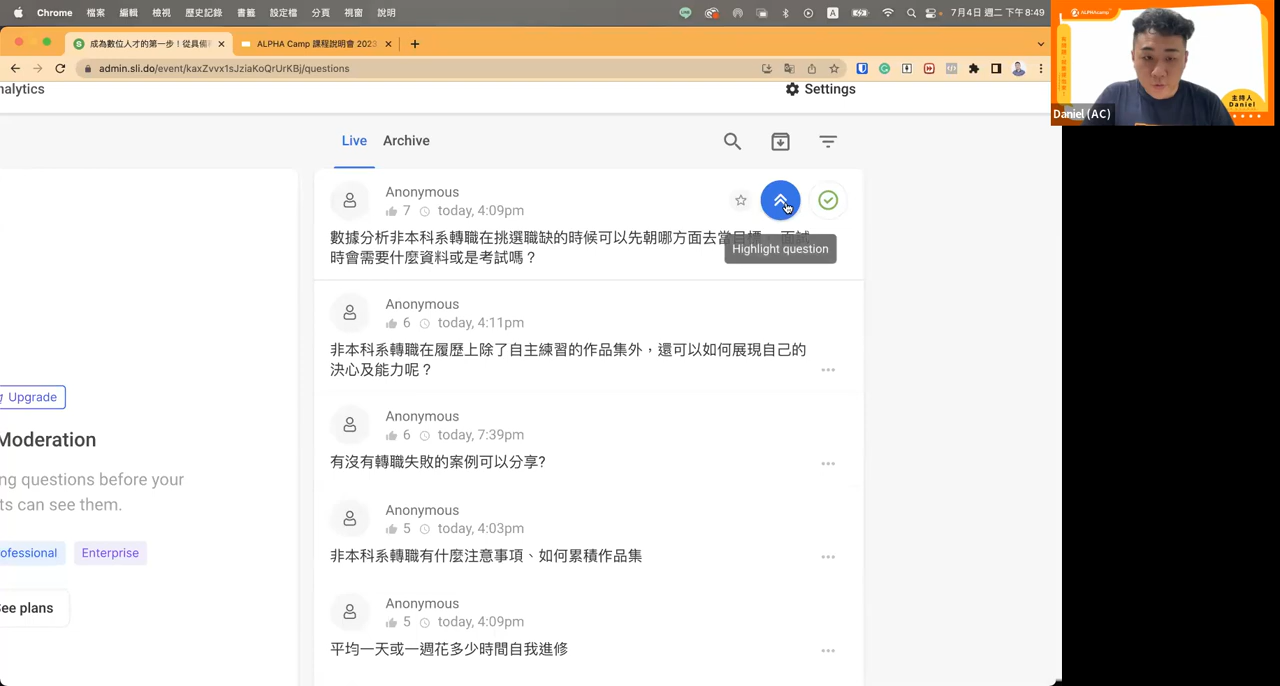 Chrome 檔案 編輯 檢視 歷史記錄 書籤 設定檔 分頁 視窗 說明 A 7月4日 週二 下午8:49
成為數位人才的第一步！從具備
ALPHA Camp 課程說明會 2023
admin.sli.do/event/kaxZvvx1sJziaKoQrUrKBj/questions
nalytics
Settings
Live Archive
Anonymous
7 today, 4:09pm
數據分析非本科系轉職在挑選職缺的時候可以先朝哪方面去當目標、面試
時會需要什麼資料或是考試嗎？
Highlight question
Anonymous
6 today, 4:11pm
非本科系轉職在履歷上除了自主練習的作品集外，還可以如何展現自己的
決心及能力呢？
Anonymous
6 today, 7:39pm
有沒有轉職失敗的案例可以分享?
Anonymous
5 today, 4:03pm
非本科系轉職有什麼注意事項、如何累積作品集
Anonymous
5 today, 4:09pm
平均一天或一週花多少時間自我進修
Upgrade
Moderation
ng questions before your
ts can see them.
ofessional Enterprise
See plans
ALPHAcamp
主持人
Daniel
Daniel (AC)